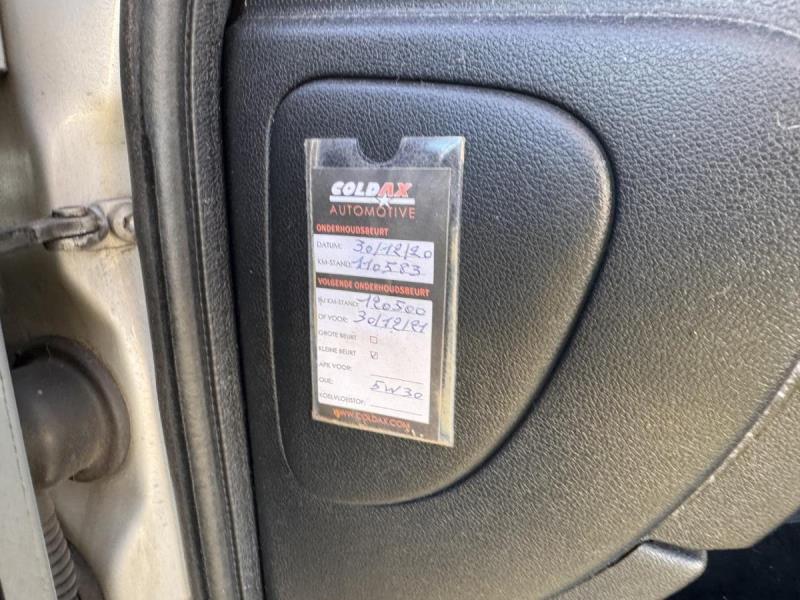 COLDAX
AUTOMOTIVE
ONDERHOUDSBEURT
DATUM: 30/12/20
KM-STAND: 110583
VOLGENDE ONDERHOUDSBEURT
BIJ KM-STAND: 120500
OF VOOR: 30/12/21
GROTE BEURT
KLEINE BEURT
APK VOOR:
OLIE: 5W30
KOELVLOEISTOF:
WWW.COLDAX.COM